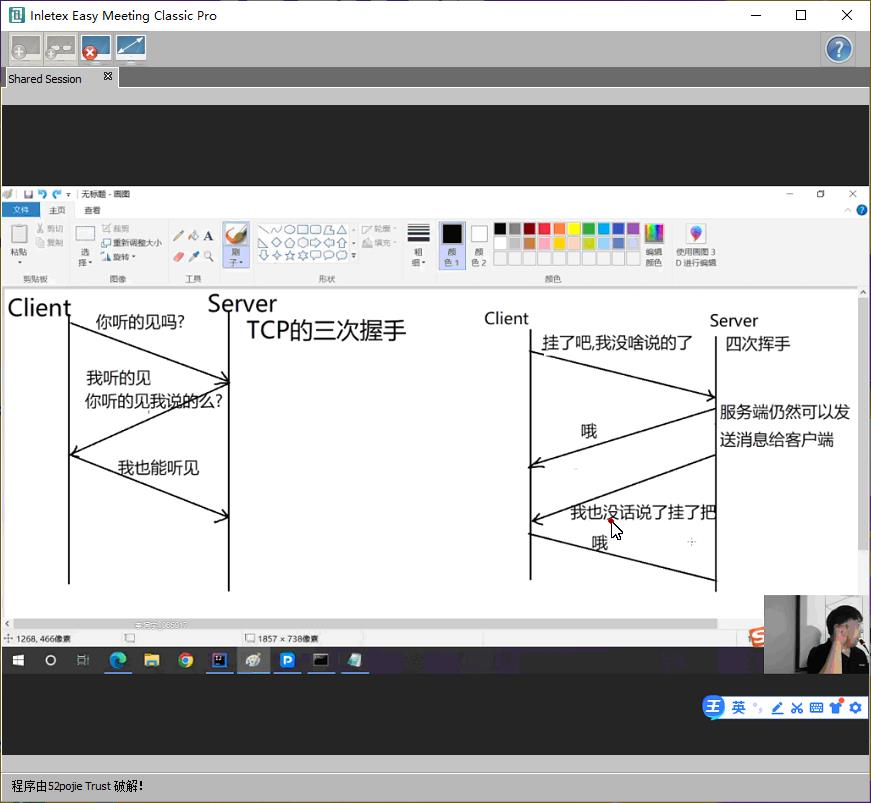 Inletex Easy Meeting Classic Pro
Shared Session
无标题 - 画图
文件 主页 查看
粘贴
剪切
复制
剪贴板
选择
裁剪
重新调整大小
旋转
图像
A
工具
刷子
形状
轮廓
填充
粗细
颜色 1
颜色 2
颜色
编辑颜色
使用画图 3D 进行编辑
Client
Server
TCP的三次握手
你听的见吗?
我听的见
你听的见我说的么?
我也能听见
Client
Server
四次挥手
挂了吧,我没啥说的了
服务端仍然可以发
送消息给客户端
哦
我也没话说了挂了把
哦
1268, 466像素
1857 × 738像素
英
程序由52pojie Trust 破解!